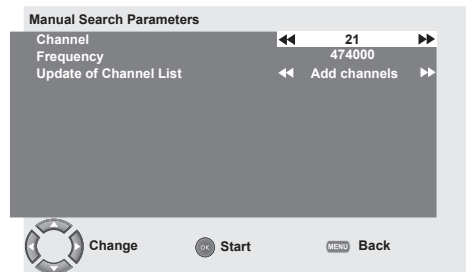 Manual Search Parameters
Channel 21
Frequency 474000
Update of Channel List Add channels
Change OK Start MENU Back